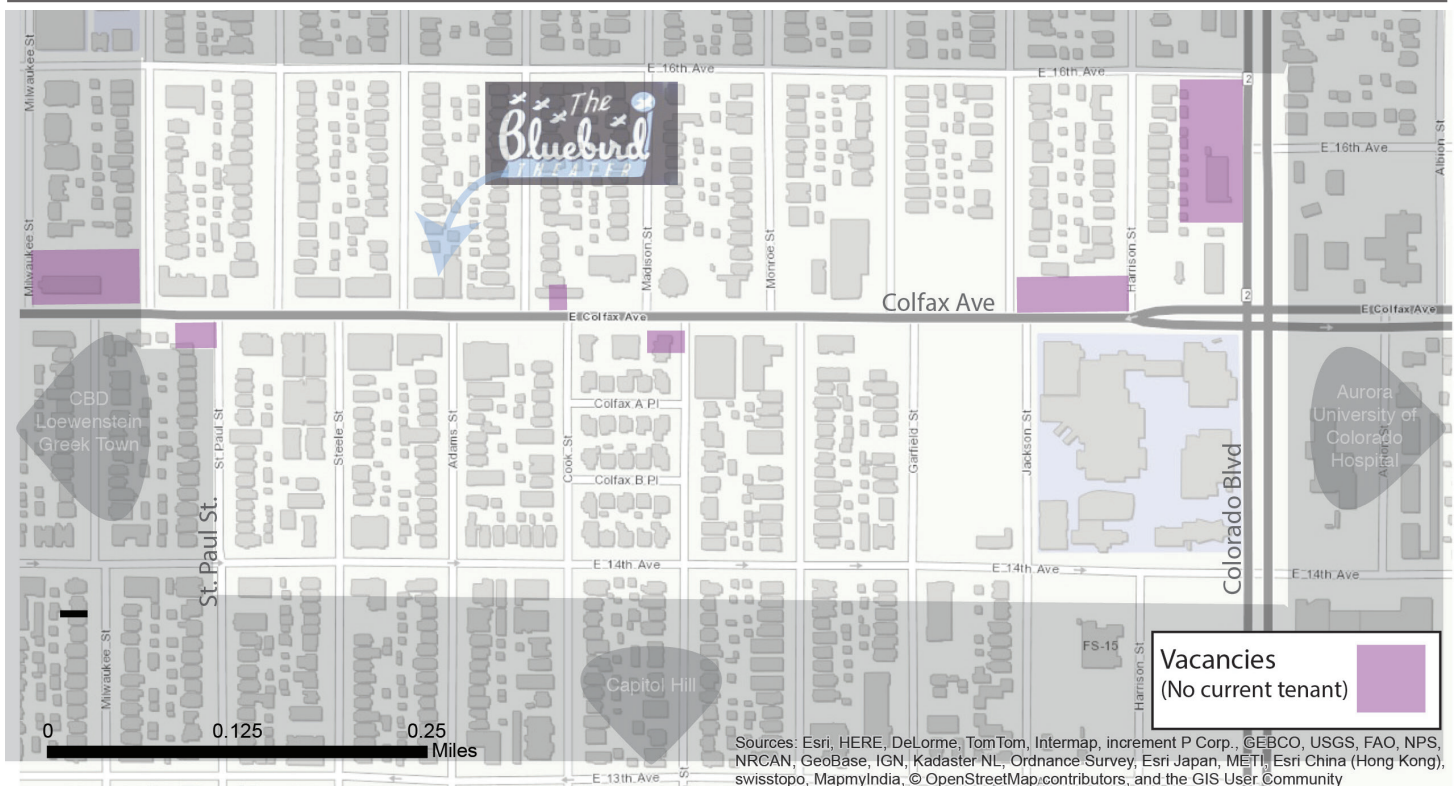 Milwaukee St
E 16th Ave
E 16th Ave
2
The
Bluebird
THEATER
E 16th Ave
Albion St
Milwaukee St
Madison St
Monroe St
Harrison St
Colfax Ave
2
E Colfax Ave
E Colfax Ave
CBD
Loewenstein
Greek Town
Aurora
University of
Colorado
Hospital
St. Paul St
Steele St
Adams St
Cook St
Colfax A Pl
Colfax B Pl
Garfield St
Jackson St
Colorado Blvd
St. Paul St.
E 14th Ave
E 14th Ave
E 14th Ave
Milwaukee St
Capitol Hill
FS-15
Harrison St
Vacancies
(No current tenant)
0 0.125 0.25
Miles
E 13th Ave
St
Sources: Esri, HERE, DeLorme, TomTom, Intermap, increment P Corp., GEBCO, USGS, FAO, NPS,
NRCAN, GeoBase, IGN, Kadaster NL, Ordnance Survey, Esri Japan, METI, Esri China (Hong Kong),
swisstopo, MapmyIndia, © OpenStreetMap contributors, and the GIS User Community